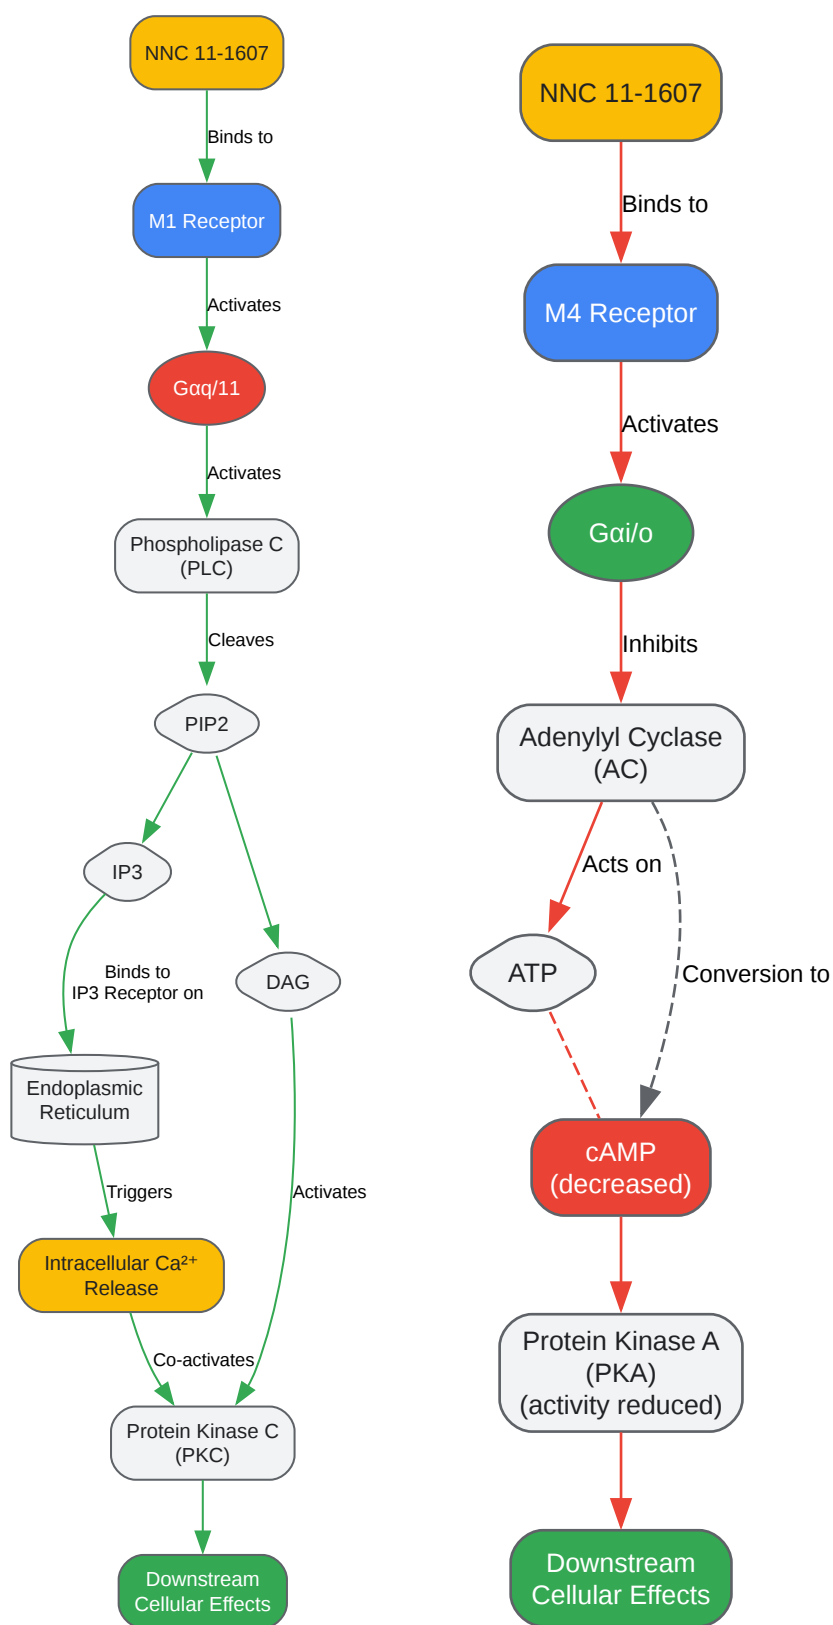 NNC 11-1607
Binds to
M1 Receptor
Activates
Gαq/11
Activates
Phospholipase C
(PLC)
Cleaves
PIP2
IP3
Binds to
IP3 Receptor on
DAG
Endoplasmic
Reticulum
Triggers
Activates
Intracellular Ca²⁺
Release
Co-activates
Protein Kinase C
(PKC)
Downstream
Cellular Effects
NNC 11-1607
Binds to
M4 Receptor
Activates
Gαi/o
Inhibits
Adenylyl Cyclase
(AC)
Acts on
ATP
Conversion to
cAMP
(decreased)
Protein Kinase A
(PKA)
(activity reduced)
Downstream
Cellular Effects